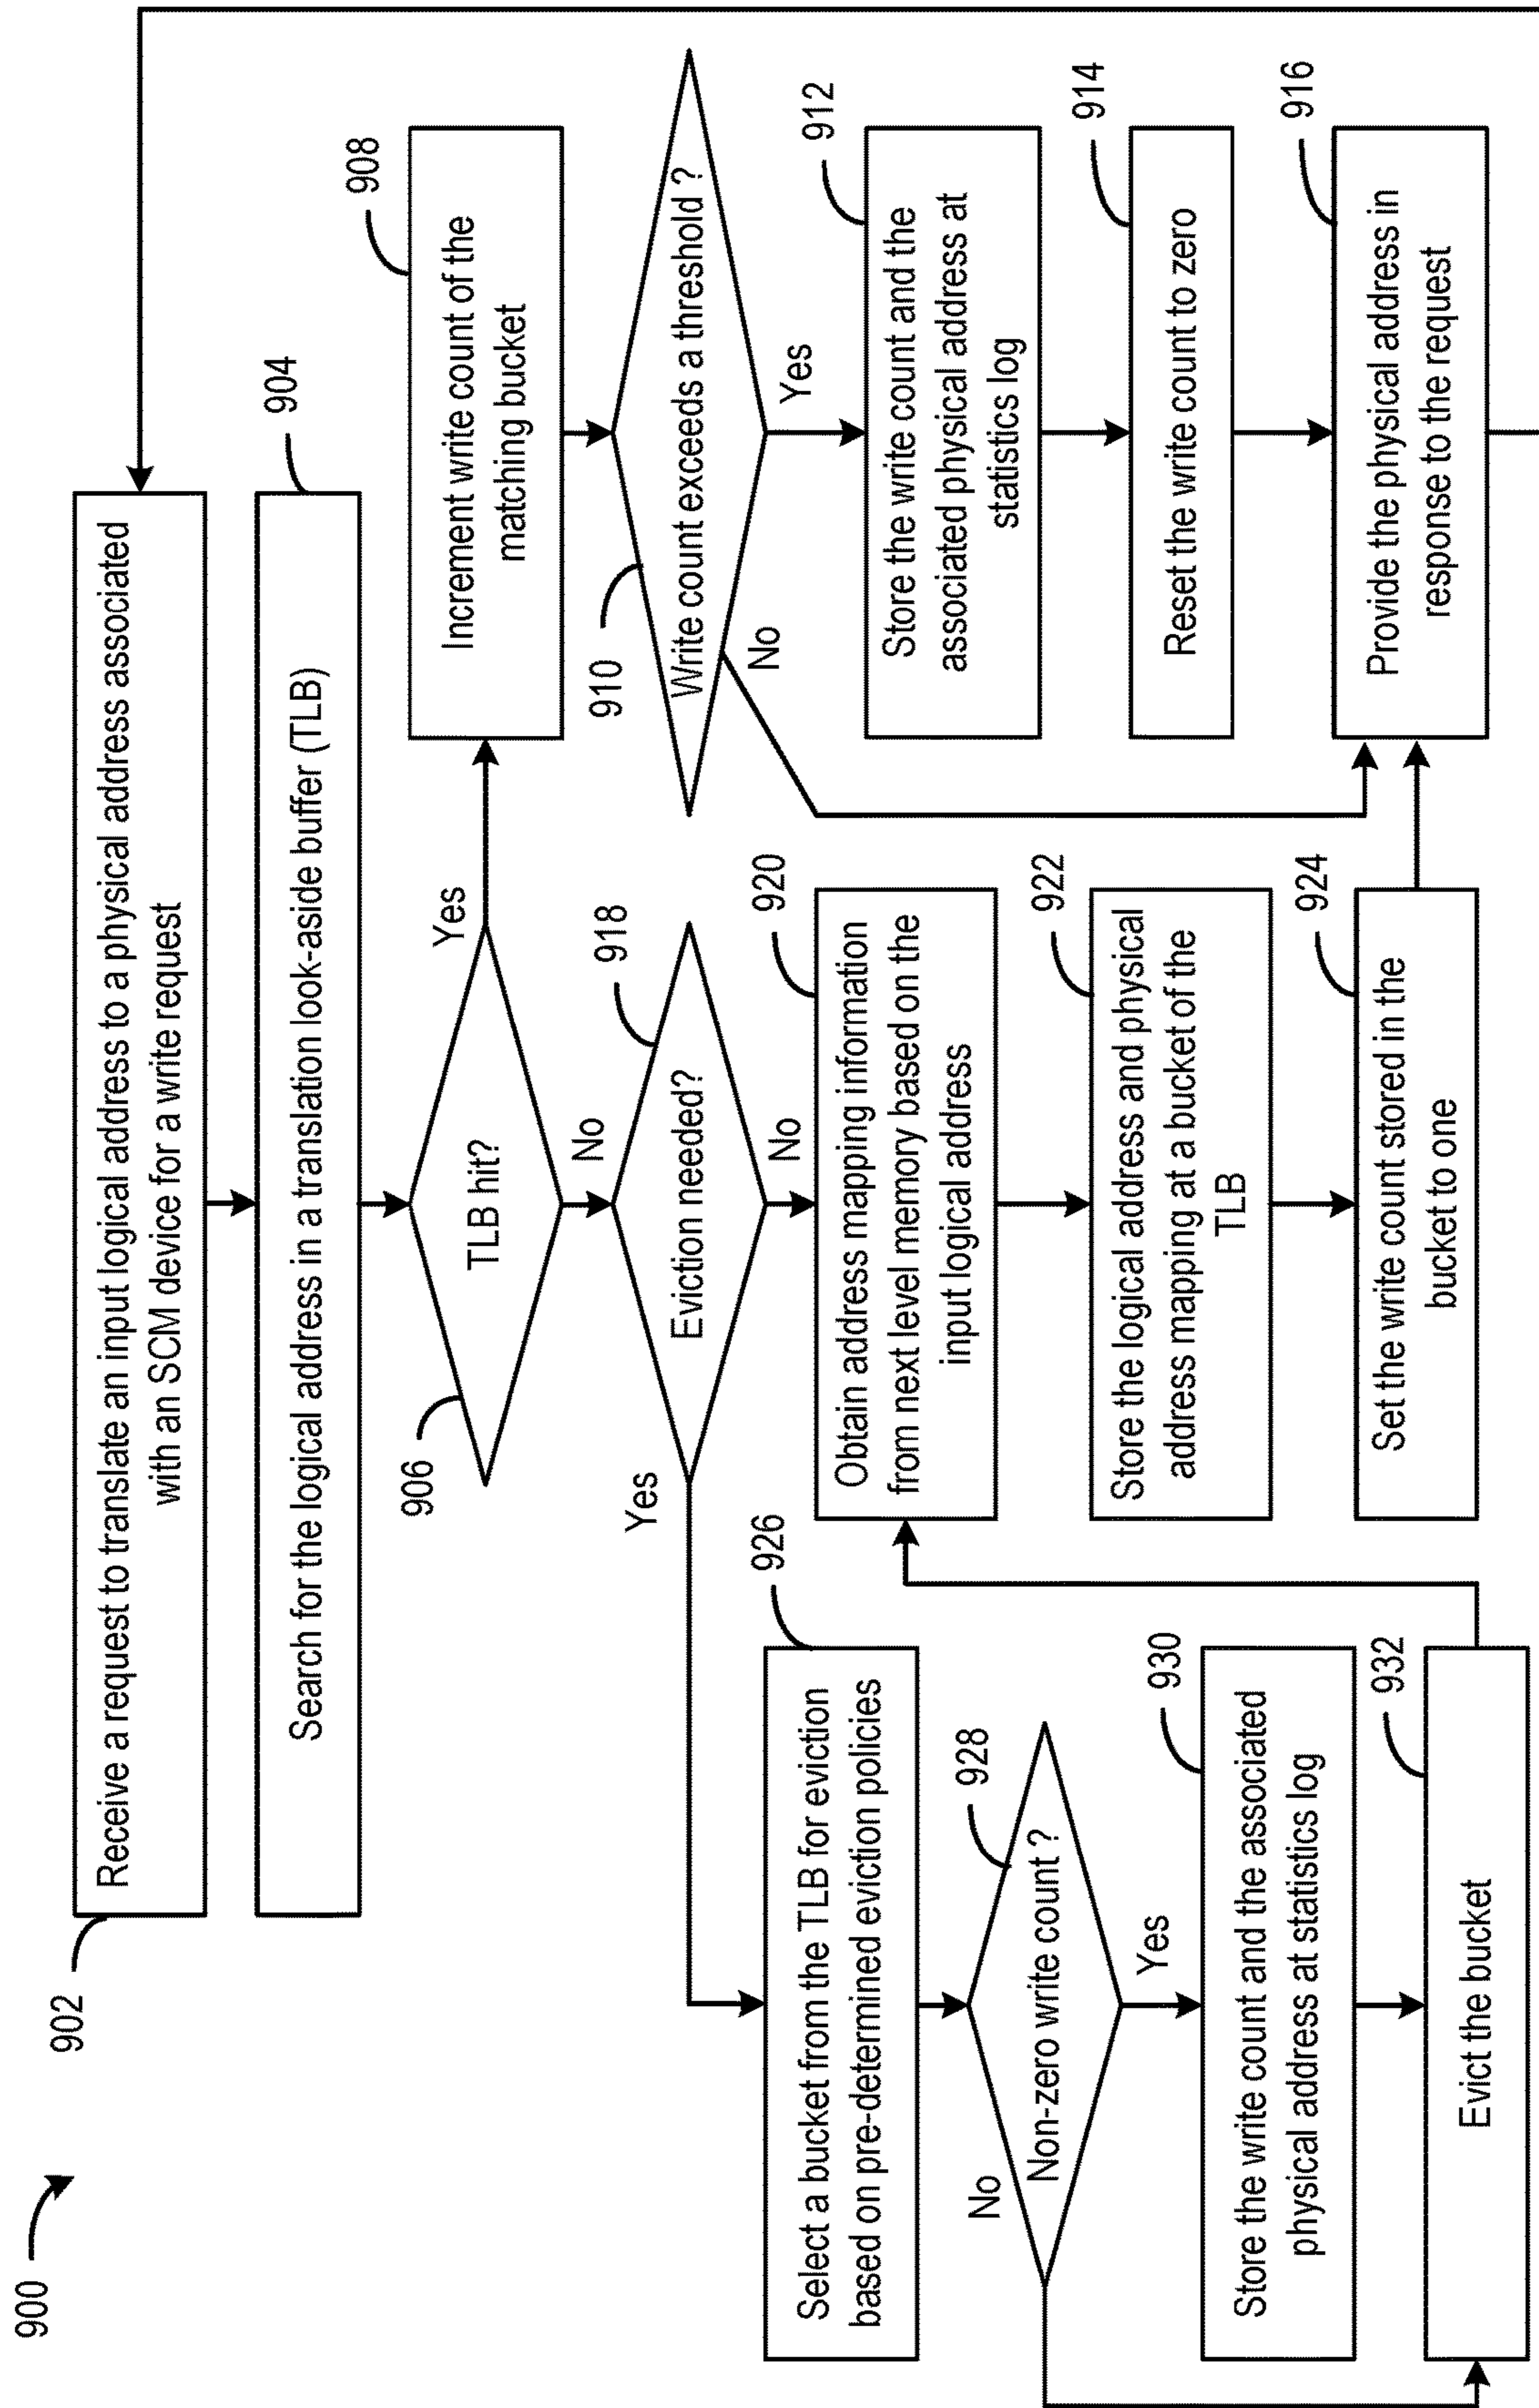 900
902
Receive a request to translate an input logical address to a physical address associated
with an SCM device for a write request
904
Search for the logical address in a translation look-aside buffer (TLB)
906
TLB hit?
Yes
No
908
Increment write count of the
matching bucket
910
Write count exceeds a threshold ?
Yes
No
912
Store the write count and the
associated physical address at
statistics log
914
Reset the write count to zero
916
Provide the physical address in
response to the request
918
Eviction needed?
Yes
No
920
Obtain address mapping information
from next level memory based on the
input logical address
922
Store the logical address and physical
address mapping at a bucket of the
TLB
924
Set the write count stored in the
bucket to one
926
Select a bucket from the TLB for eviction
based on pre-determined eviction policies
928
Non-zero write count ?
No
Yes
930
Store the write count and the associated
physical address at statistics log
932
Evict the bucket